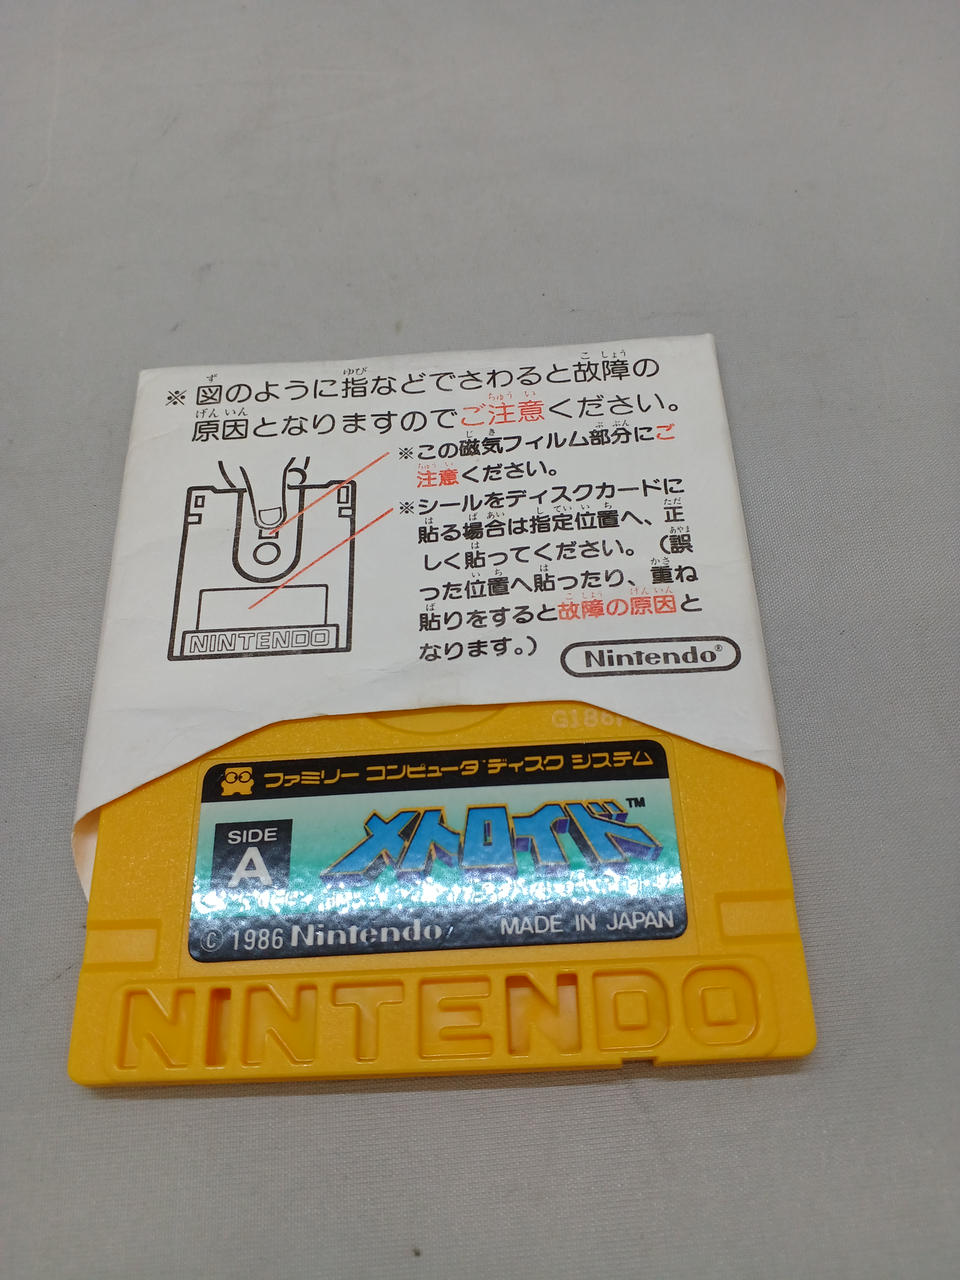 ※図のように指などでさわると故障の
原因となりますのでご注意ください。
※この磁気フィルム部分にご
注意ください。
※シールをディスクカードに
貼る場合は指定位置へ、正
しく貼ってください。(誤
った位置へ貼ったり、重ね
貼りをすると故障の原因と
なります。)
NINTENDO
Nintendo®
ファミリー コンピュータ ディスク システム
SIDE
A
メトロイド™
© 1986 Nintendo
MADE IN JAPAN
NINTENDO